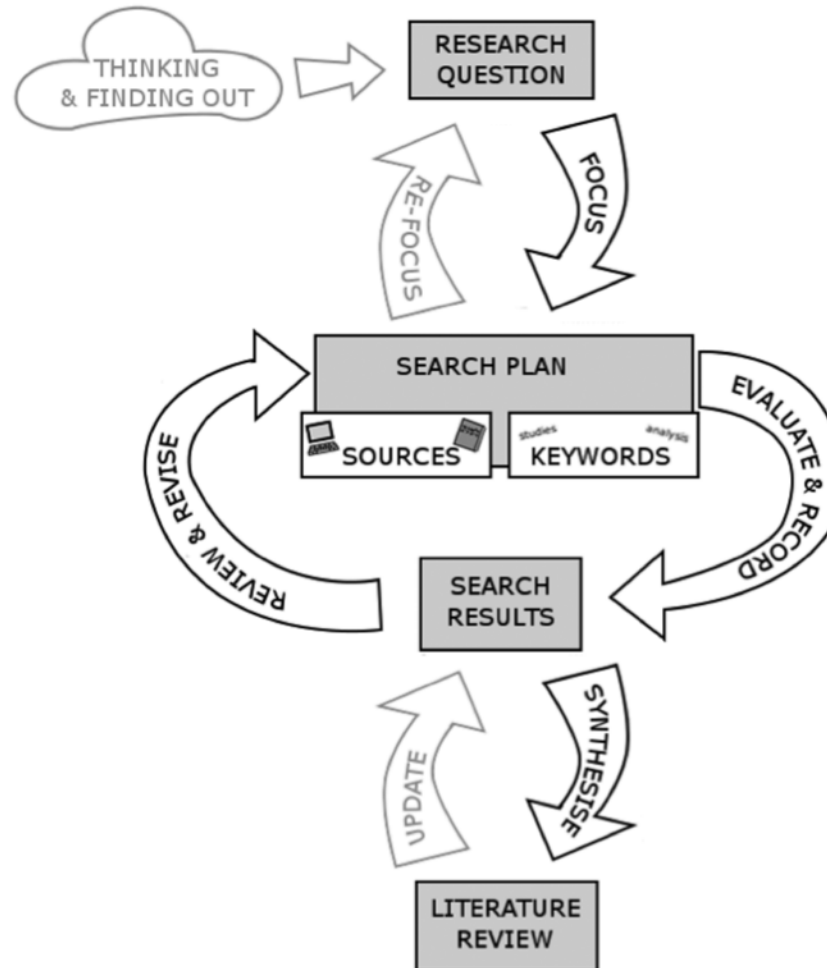 THINKING
& FINDING OUT
RESEARCH
QUESTION
RE-FOCUS
FOCUS
SEARCH PLAN
studies
analysis
SOURCES
KEYWORDS
EVALUATE & RECORD
REVIEW & REVISE
SEARCH
RESULTS
UPDATE
SYNTHESISE
LITERATURE
REVIEW